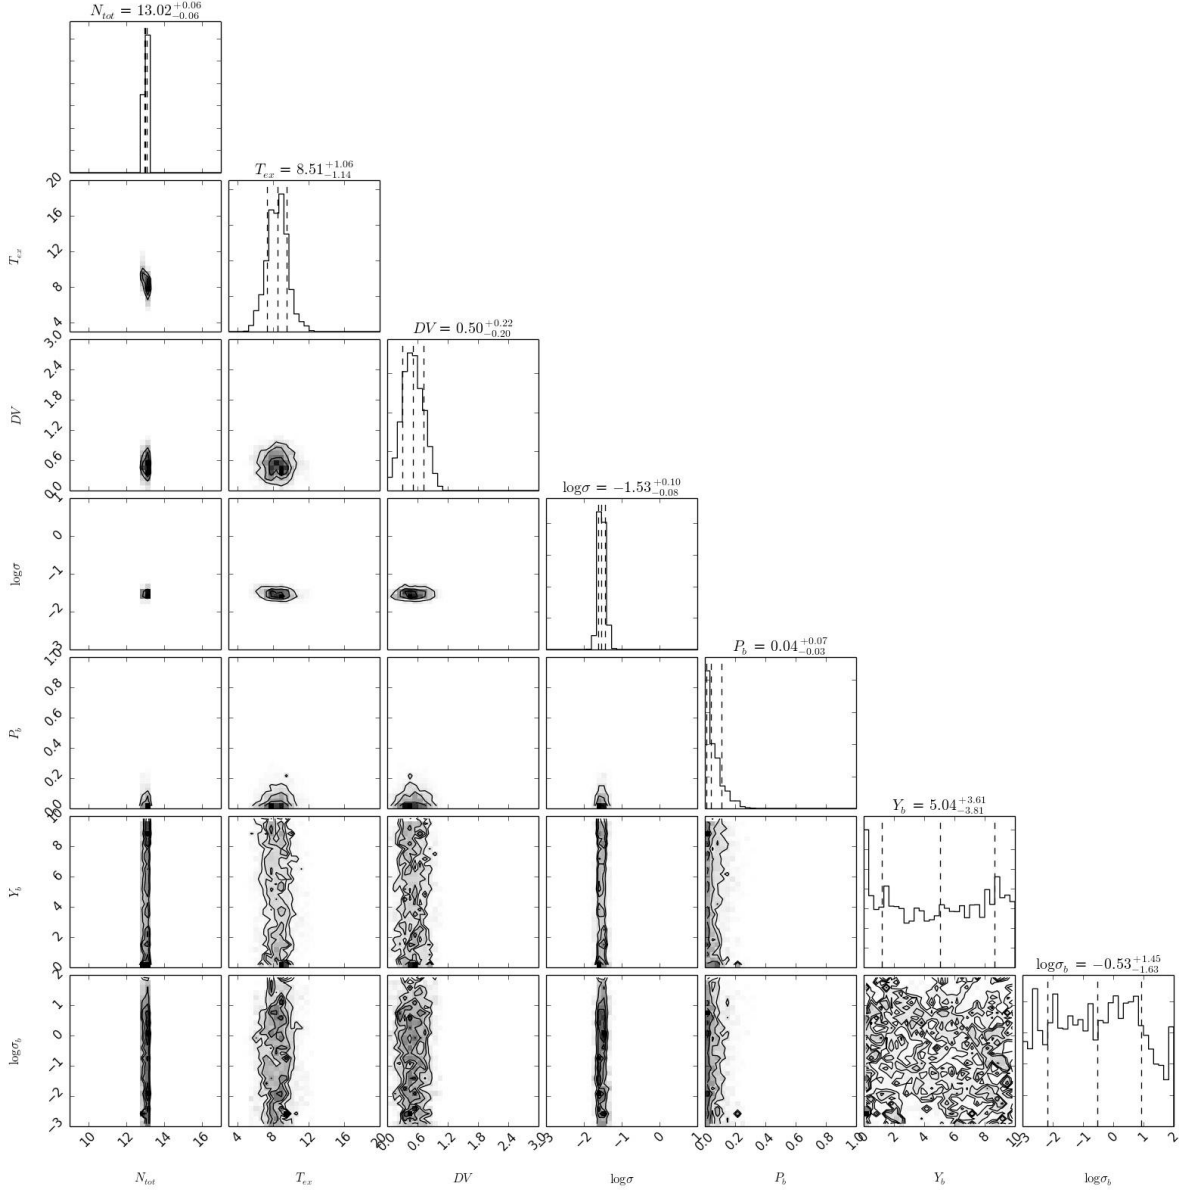 N_tot = 13.02 +0.06 −0.06
T_ex = 8.51 +1.06 −1.14
20
16
12
8
4
T_ex
DV = 0.50 +0.22 −0.20
3.0
2.4
1.8
1.2
0.6
0.0
DV
logσ = −1.53 +0.10 −0.08
1
0
−1
−2
−3
logσ
P_b = 0.04 +0.07 −0.03
1.0
0.8
0.6
0.4
0.2
0.0
P_b
Y_b = 5.04 +3.61 −3.81
10
8
6
4
2
0
Y_b
logσ_b = −0.53 +1.45 −1.63
2
1
0
−1
−2
−3
logσ_b
10 12 14 16
4 8 12 16 20
0.0 0.6 1.2 1.8 2.4 3.0
−3 −2 −1 0 1
0.0 0.2 0.4 0.6 0.8 1.0
0 2 4 6 8 10
−3 −2 −1 0 1 2
N_tot T_ex DV logσ P_b Y_b logσ_b